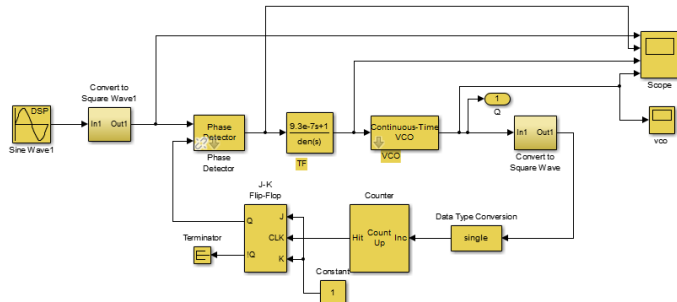 Convert to
Square Wave1
DSP
Sine Wave1
In1 Out1
Phase
Detector
Phase
Detector
9.3e-7s+1
den(s)
TF
Continuous-Time
VCO
VCO
1
Q
In1 Out1
Convert to
Square Wave
Scope
vco
J-K
Flip-Flop
Q
!Q
J
CLK
K
Terminator
Counter
Hit
Count
Up
Inc
Data Type Conversion
single
Constant
1